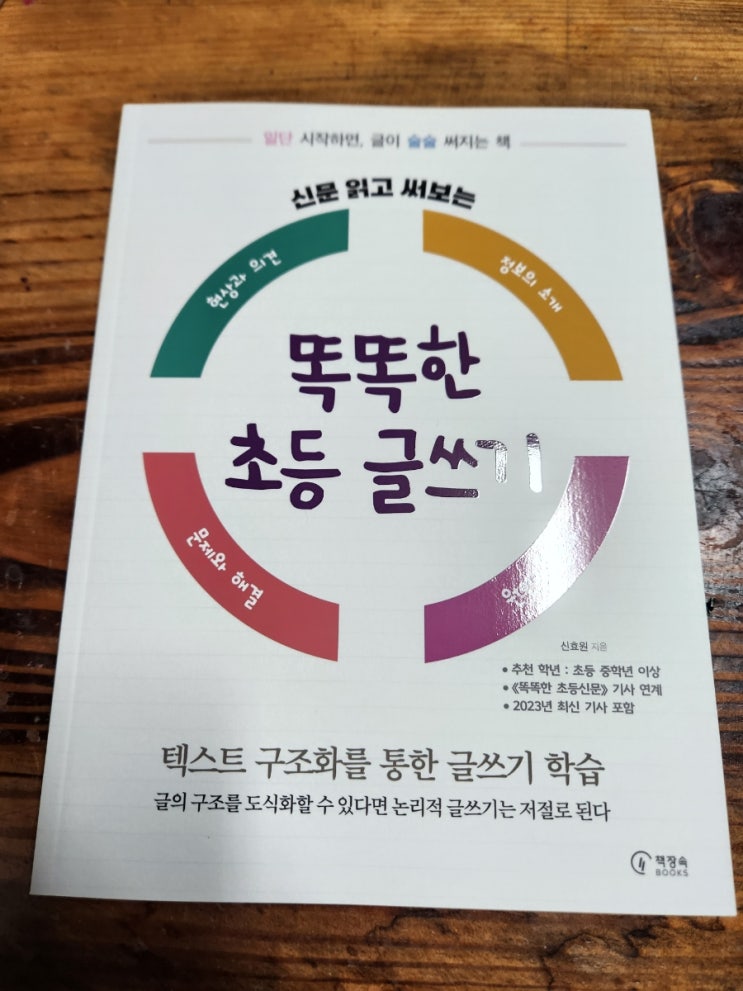 일단 시작하면, 글이 술술 써지는 책
신문 읽고 써보는
현상과 의견
정보의 소개
똑똑한
초등 글쓰기
문제와 해결
신효원 지음
• 추천 학년 : 초등 중학년 이상
• 《똑똑한 초등신문》 기사 연계
• 2023년 최신 기사 포함
텍스트 구조화를 통한 글쓰기 학습
글의 구조를 도식화할 수 있다면 논리적 글쓰기는 저절로 된다
책장속
BOOKS